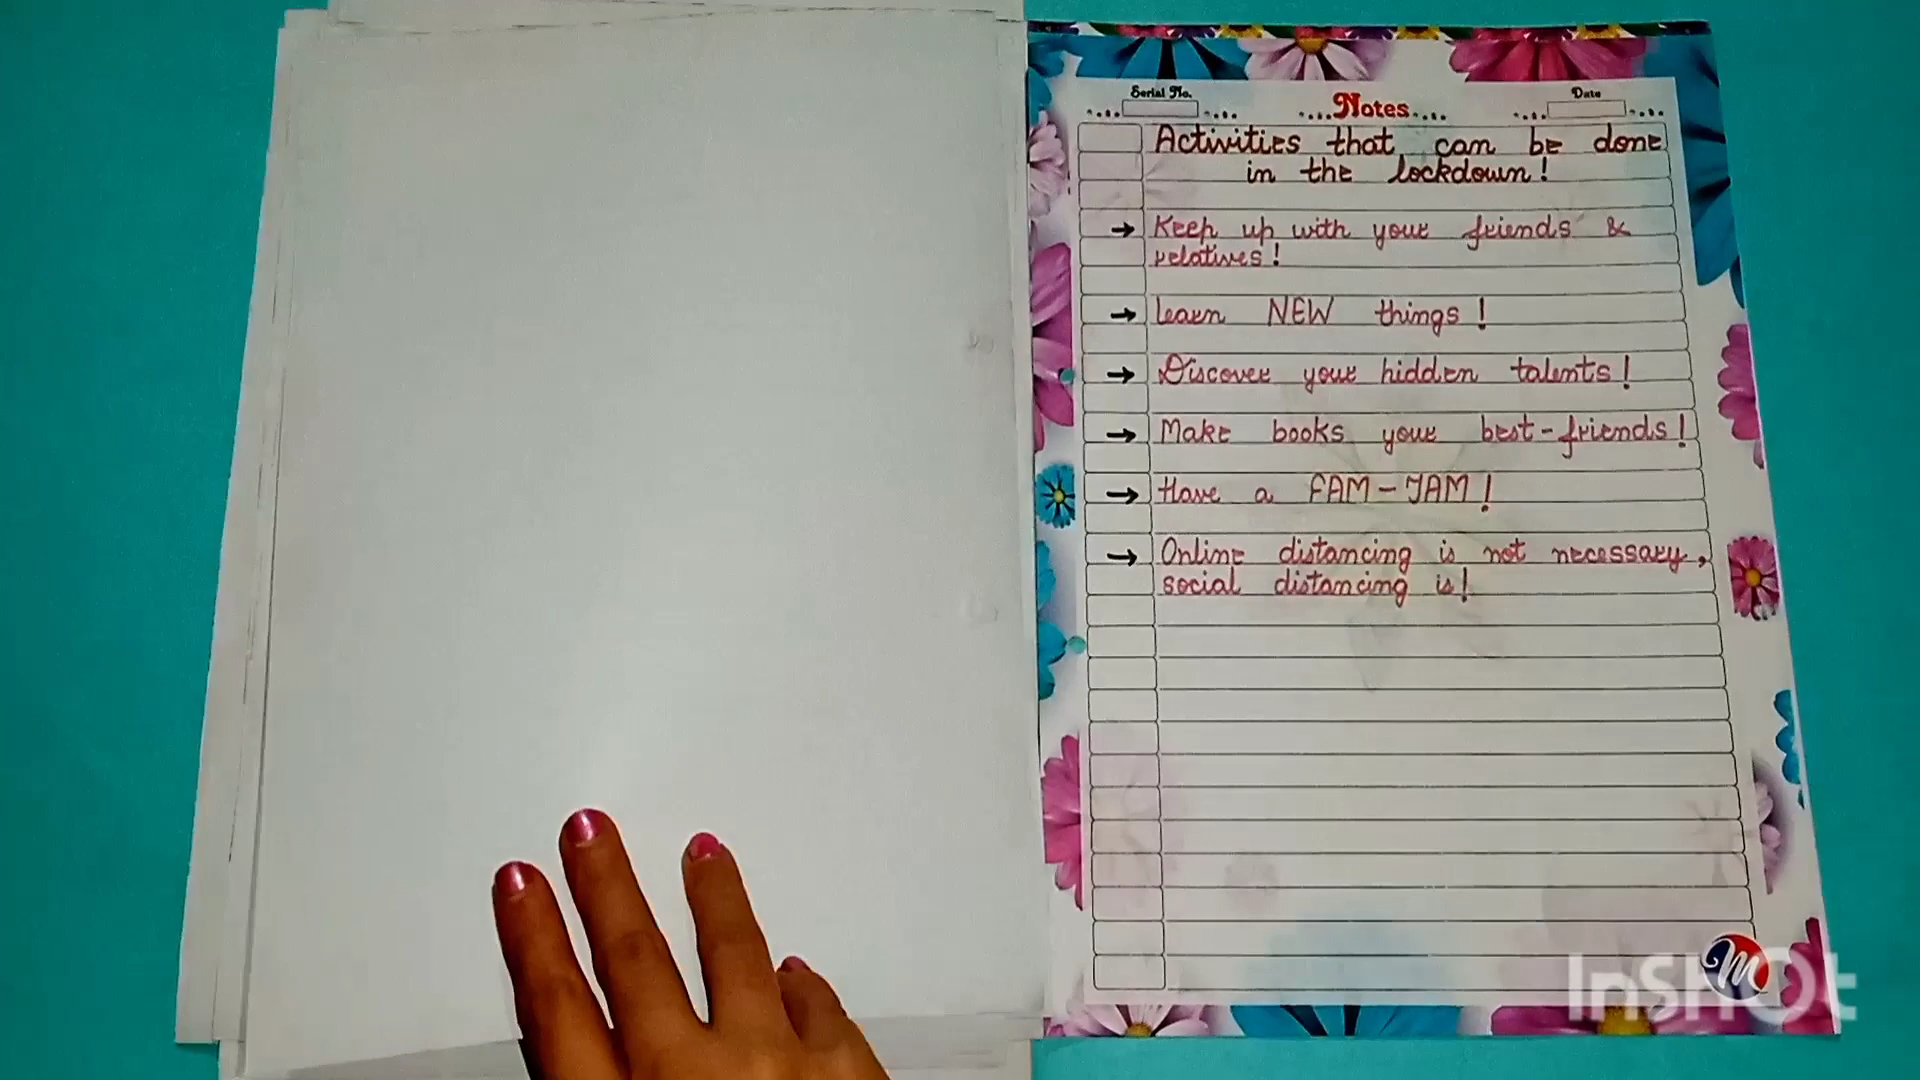 Serial No.
Notes
Date
Activities that can be done
in the lockdown!
→ Keep up with your friends &
relatives!
→ Learn NEW things!
→ Discover your hidden talents!
→ Make books your best-friends!
→ Have a FAM-JAM!
→ Online distancing is not necessary,
social distancing is!
M
InShOt